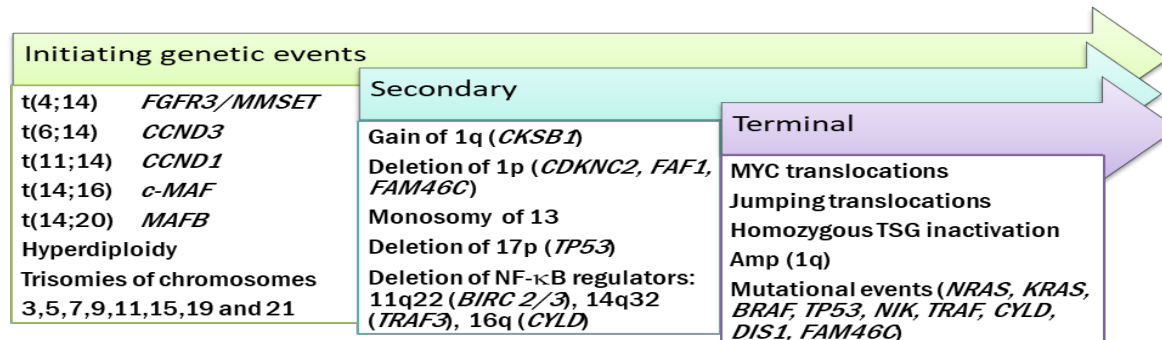 Initiating genetic events
t(4;14) FGFR3/MMSET
t(6;14) CCND3
t(11;14) CCND1
t(14;16) c-MAF
t(14;20) MAFB
Hyperdiploidy
Trisomies of chromosomes
3,5,7,9,11,15,19 and 21
Secondary
Gain of 1q (CKSB1)
Deletion of 1p (CDKNC2, FAF1,
FAM46C)
Monosomy of 13
Deletion of 17p (TP53)
Deletion of NF-κB regulators:
11q22 (BIRC 2/3), 14q32
(TRAF3), 16q (CYLD)
Terminal
MYC translocations
Jumping translocations
Homozygous TSG inactivation
Amp (1q)
Mutational events (NRAS, KRAS,
BRAF, TP53, NIK, TRAF, CYLD,
DIS1, FAM46C)